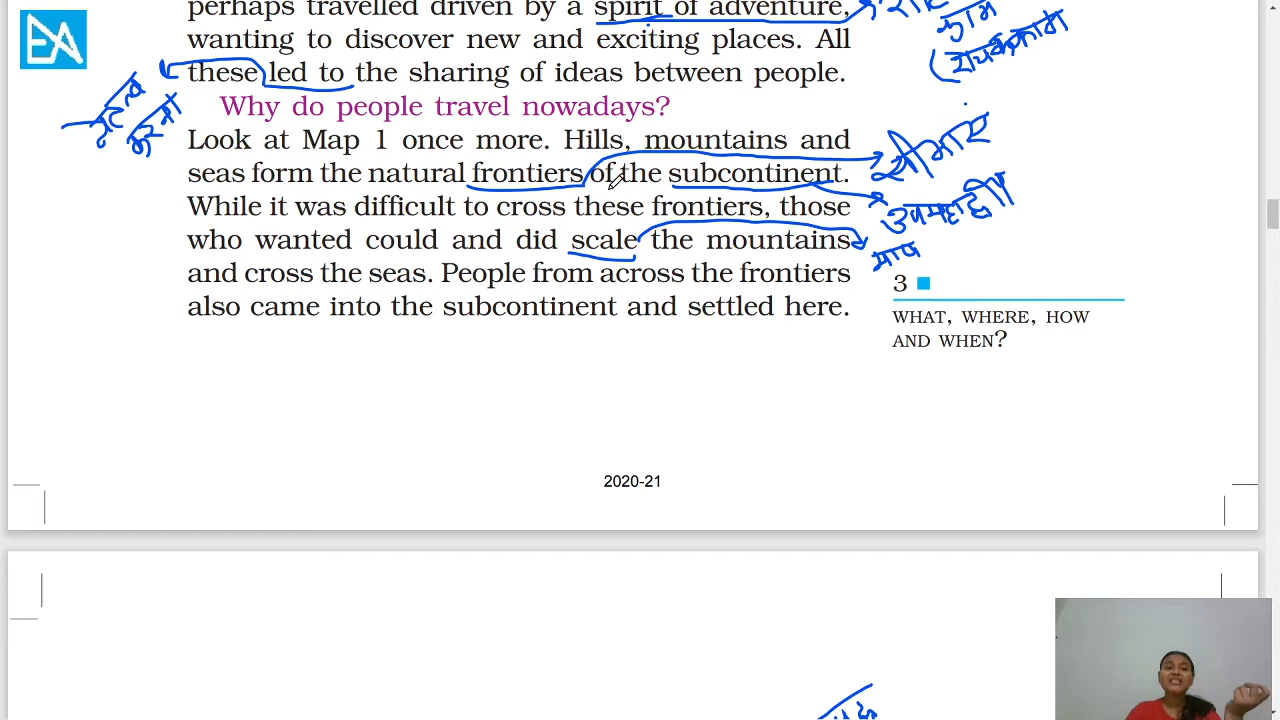 EA
perhaps travelled driven by a spirit of adventure,
wanting to discover new and exciting places. All
these led to the sharing of ideas between people.
Why do people travel nowadays?
Look at Map 1 once more. Hills, mountains and
seas form the natural frontiers of the subcontinent.
While it was difficult to cross these frontiers, those
who wanted could and did scale the mountains
and cross the seas. People from across the frontiers
also came into the subcontinent and settled here.
उपमहाद्वीप
माप
3
WHAT, WHERE, HOW
AND WHEN?
2020-21